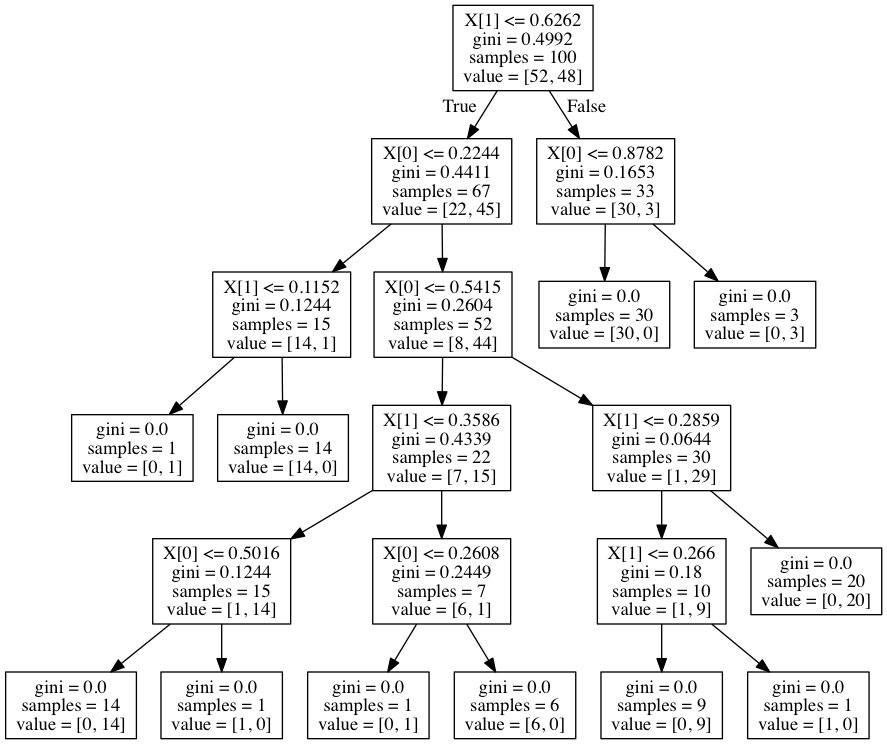 X[1] <= 0.6262
gini = 0.4992
samples = 100
value = [52, 48]
True
False
X[0] <= 0.2244
gini = 0.4411
samples = 67
value = [22, 45]
X[0] <= 0.8782
gini = 0.1653
samples = 33
value = [30, 3]
X[1] <= 0.1152
gini = 0.1244
samples = 15
value = [14, 1]
X[0] <= 0.5415
gini = 0.2604
samples = 52
value = [8, 44]
gini = 0.0
samples = 30
value = [30, 0]
gini = 0.0
samples = 3
value = [0, 3]
gini = 0.0
samples = 1
value = [0, 1]
gini = 0.0
samples = 14
value = [14, 0]
X[1] <= 0.3586
gini = 0.4339
samples = 22
value = [7, 15]
X[1] <= 0.2859
gini = 0.0644
samples = 30
value = [1, 29]
X[0] <= 0.5016
gini = 0.1244
samples = 15
value = [1, 14]
X[0] <= 0.2608
gini = 0.2449
samples = 7
value = [6, 1]
X[1] <= 0.266
gini = 0.18
samples = 10
value = [1, 9]
gini = 0.0
samples = 20
value = [0, 20]
gini = 0.0
samples = 14
value = [0, 14]
gini = 0.0
samples = 1
value = [1, 0]
gini = 0.0
samples = 1
value = [0, 1]
gini = 0.0
samples = 6
value = [6, 0]
gini = 0.0
samples = 9
value = [0, 9]
gini = 0.0
samples = 1
value = [1, 0]